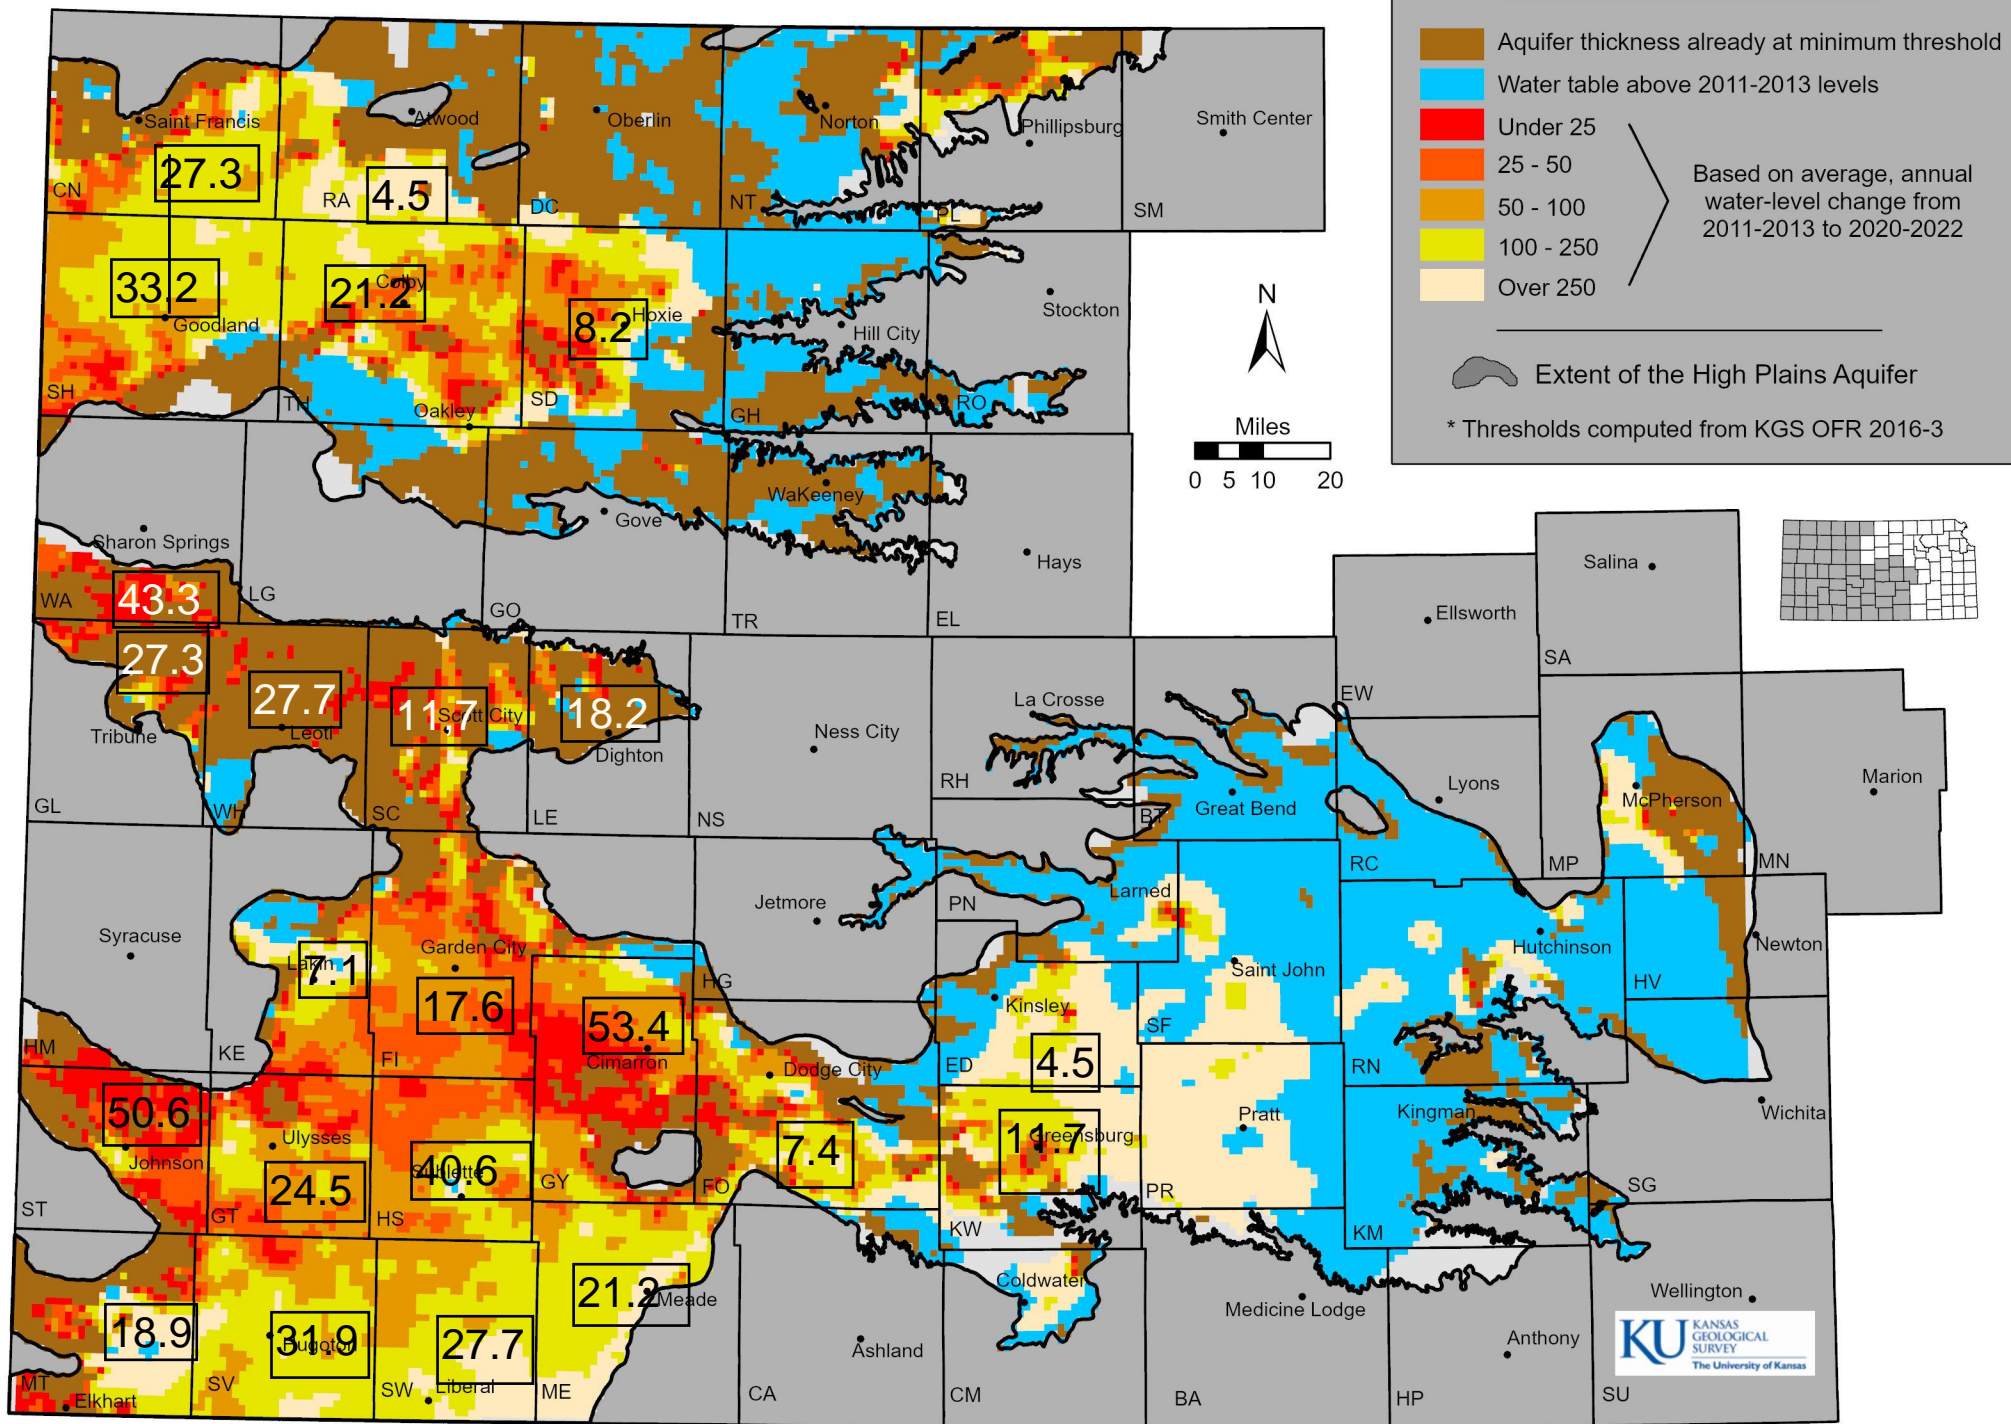 Aquifer thickness already at minimum threshold
Water table above 2011-2013 levels
Under 25
25 - 50
50 - 100
100 - 250
Over 250
Based on average, annual
water-level change from
2011-2013 to 2020-2022
Extent of the High Plains Aquifer
* Thresholds computed from KGS OFR 2016-3
N
Miles
0 5 10 20
Saint Francis
Atwood
Oberlin
Norton
Phillipsburg
Smith Center
27.3
4.5
CN
RA
DC
NT
PL
SM
33.2
21.2
Colby
8.2
Hoxie
Goodland
Hill City
Stockton
SH
TH
Oakley
SD
GH
RO
WaKeeney
Gove
Sharon Springs
Hays
WA
43.3
LG
GO
TR
EL
27.3
27.7
11.7
Scott City
18.2
Tribune
Leoti
Dighton
Ness City
La Crosse
GL
WH
SC
LE
NS
RH
BT
Great Bend
EW
Ellsworth
Salina
SA
Lyons
McPherson
Marion
RC
MP
MN
Syracuse
Lakin
7.1
Garden City
17.6
53.4
Cimarron
Jetmore
PN
Larned
Hutchinson
Newton
HG
Kinsley
Saint John
HV
HM
KE
FI
Dodge City
ED
4.5
SF
RN
50.6
Johnson
Ulysses
24.5
Sublette
40.6
GY
FO
7.4
11.7
Greensburg
Pratt
Kingman
Wichita
ST
GT
HS
KW
PR
KM
SG
18.9
31.9
Hugoton
27.7
21.2
Meade
Coldwater
Medicine Lodge
Wellington
Ashland
Anthony
MT
Elkhart
SV
SW
Liberal
ME
CA
CM
BA
HP
SU
KU KANSAS
GEOLOGICAL
SURVEY
The University of Kansas